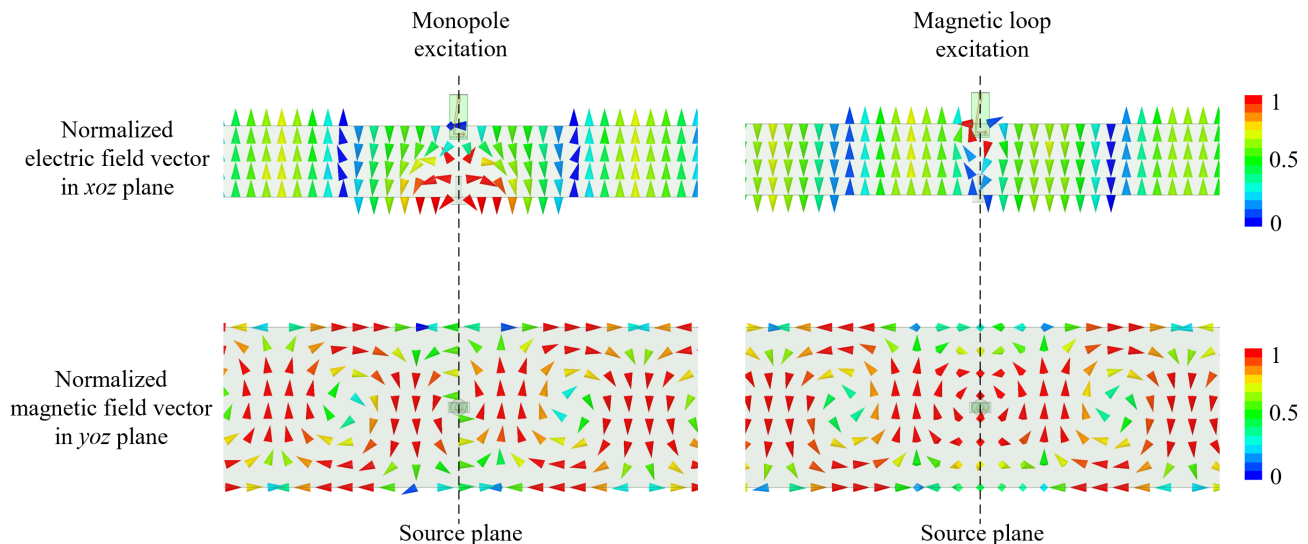 Monopole
excitation
Magnetic loop
excitation
Normalized
electric field vector
in xoz plane
1
0.5
0
Normalized
magnetic field vector
in yoz plane
1
0.5
0
Source plane
Source plane